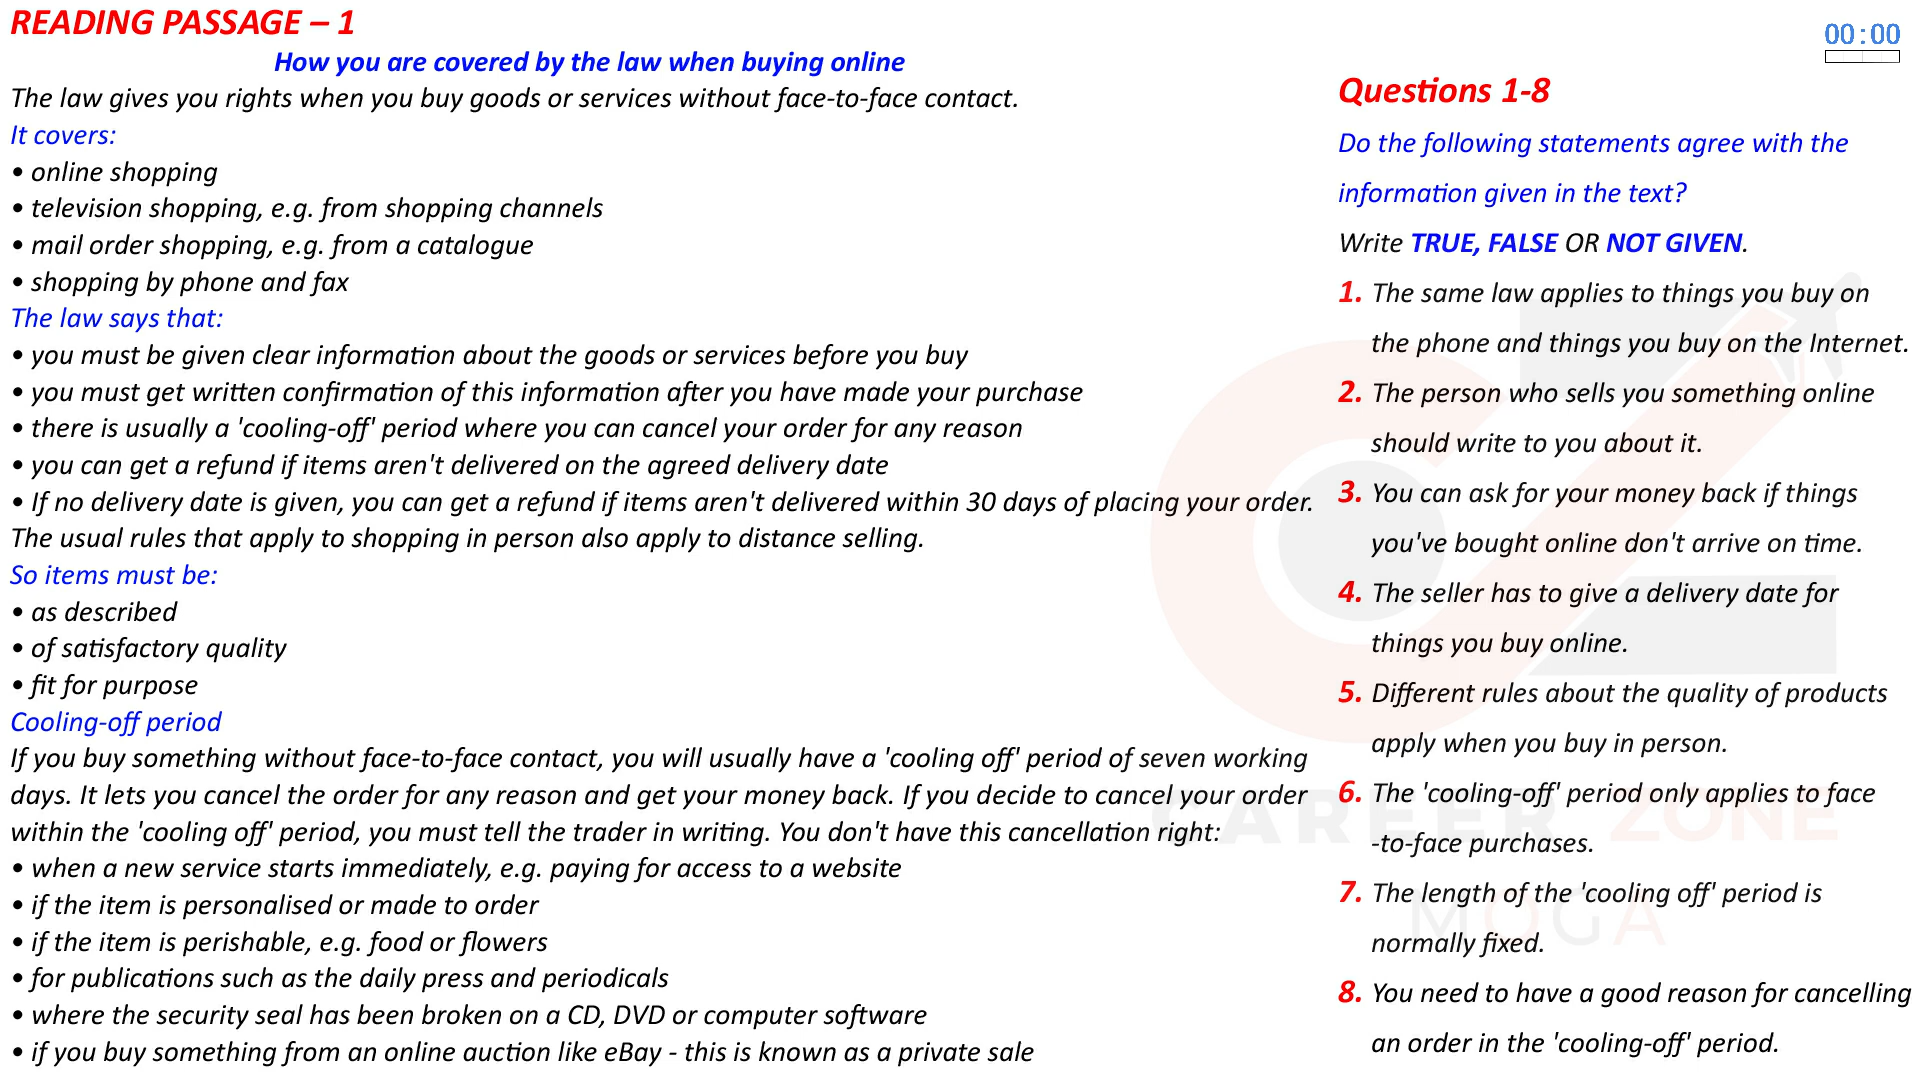 READING PASSAGE – 1
How you are covered by the law when buying online
The law gives you rights when you buy goods or services without face-to-face contact.
It covers:
• online shopping
• television shopping, e.g. from shopping channels
• mail order shopping, e.g. from a catalogue
• shopping by phone and fax
The law says that:
• you must be given clear information about the goods or services before you buy
• you must get written confirmation of this information after you have made your purchase
• there is usually a 'cooling-off' period where you can cancel your order for any reason
• you can get a refund if items aren't delivered on the agreed delivery date
• If no delivery date is given, you can get a refund if items aren't delivered within 30 days of placing your order.
The usual rules that apply to shopping in person also apply to distance selling.
So items must be:
• as described
• of satisfactory quality
• fit for purpose
Cooling-off period
If you buy something without face-to-face contact, you will usually have a 'cooling off' period of seven working
days. It lets you cancel the order for any reason and get your money back. If you decide to cancel your order
within the 'cooling off' period, you must tell the trader in writing. You don't have this cancellation right:
• when a new service starts immediately, e.g. paying for access to a website
• if the item is personalised or made to order
• if the item is perishable, e.g. food or flowers
• for publications such as the daily press and periodicals
• where the security seal has been broken on a CD, DVD or computer software
• if you buy something from an online auction like eBay - this is known as a private sale
00:00
Questions 1-8
Do the following statements agree with the
information given in the text?
Write TRUE, FALSE OR NOT GIVEN.
1. The same law applies to things you buy on
the phone and things you buy on the Internet.
2. The person who sells you something online
should write to you about it.
3. You can ask for your money back if things
you've bought online don't arrive on time.
4. The seller has to give a delivery date for
things you buy online.
5. Different rules about the quality of products
apply when you buy in person.
6. The 'cooling-off' period only applies to face
-to-face purchases.
7. The length of the 'cooling off' period is
normally fixed.
8. You need to have a good reason for cancelling
an order in the 'cooling-off' period.
CAREER ZONE
MOGA